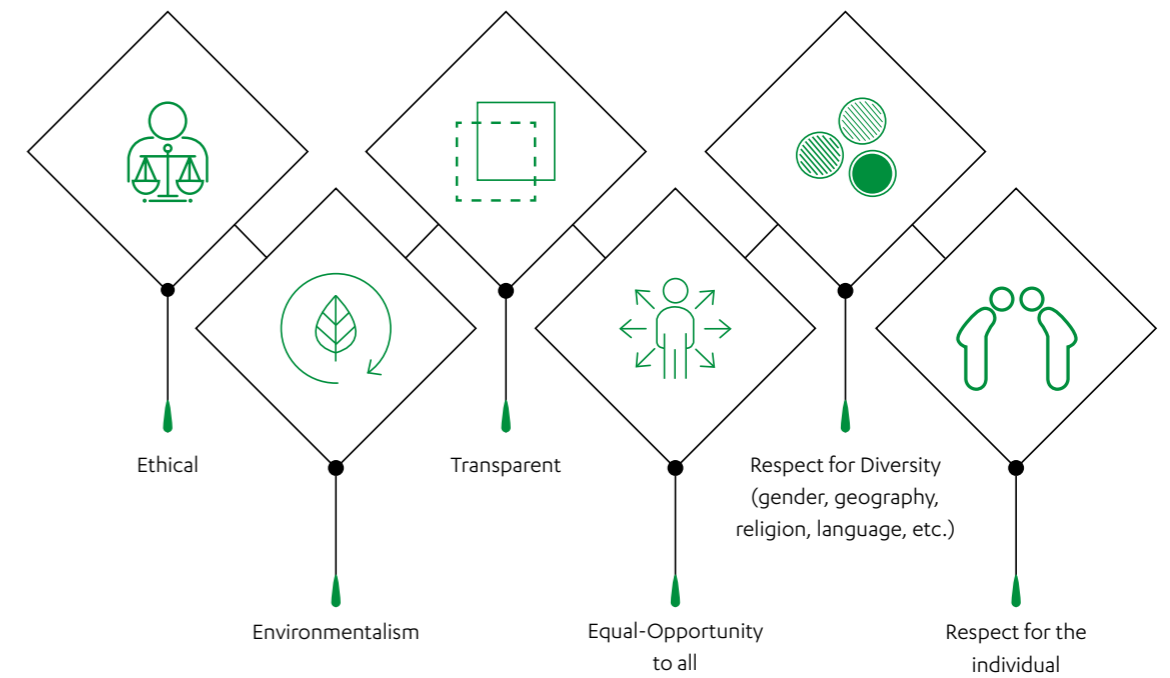 Ethical
Environmentalism
Transparent
Equal-Opportunity
to all
Respect for Diversity
(gender, geography,
religion, language, etc.)
Respect for the
individual